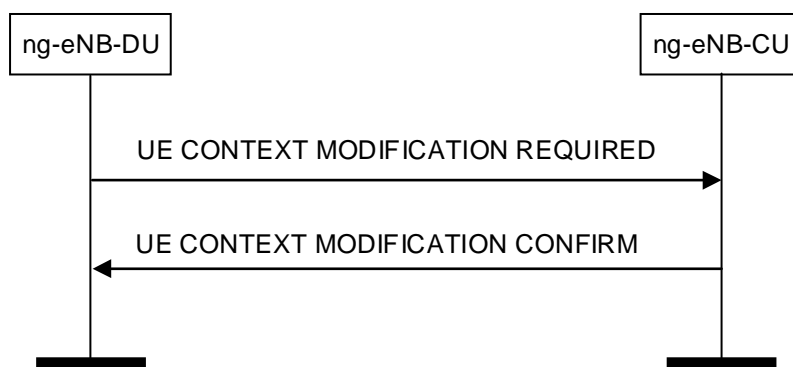 ng-eNB-DU
ng-eNB-CU
UE CONTEXT MODIFICATION REQUIRED
UE CONTEXT MODIFICATION CONFIRM